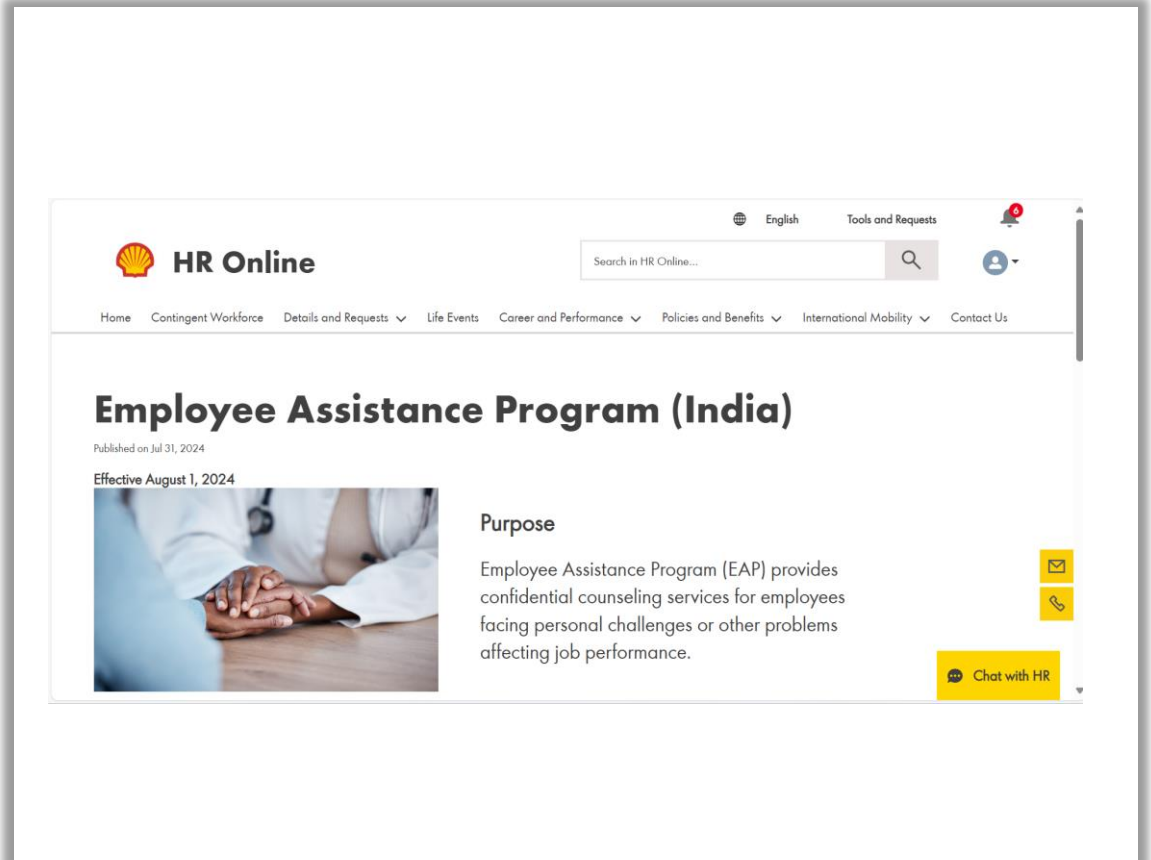 6
English
Tools and Requests
HR Online
Search in HR Online...
Home Contingent Workforce Details and Requests Life Events Career and Performance Policies and Benefits International Mobility Contact Us
Employee Assistance Program (India)
Published on Jul 31, 2024
Effective August 1, 2024
Purpose
Employee Assistance Program (EAP) provides
confidential counseling services for employees
facing personal challenges or other problems
affecting job performance.
Chat with HR